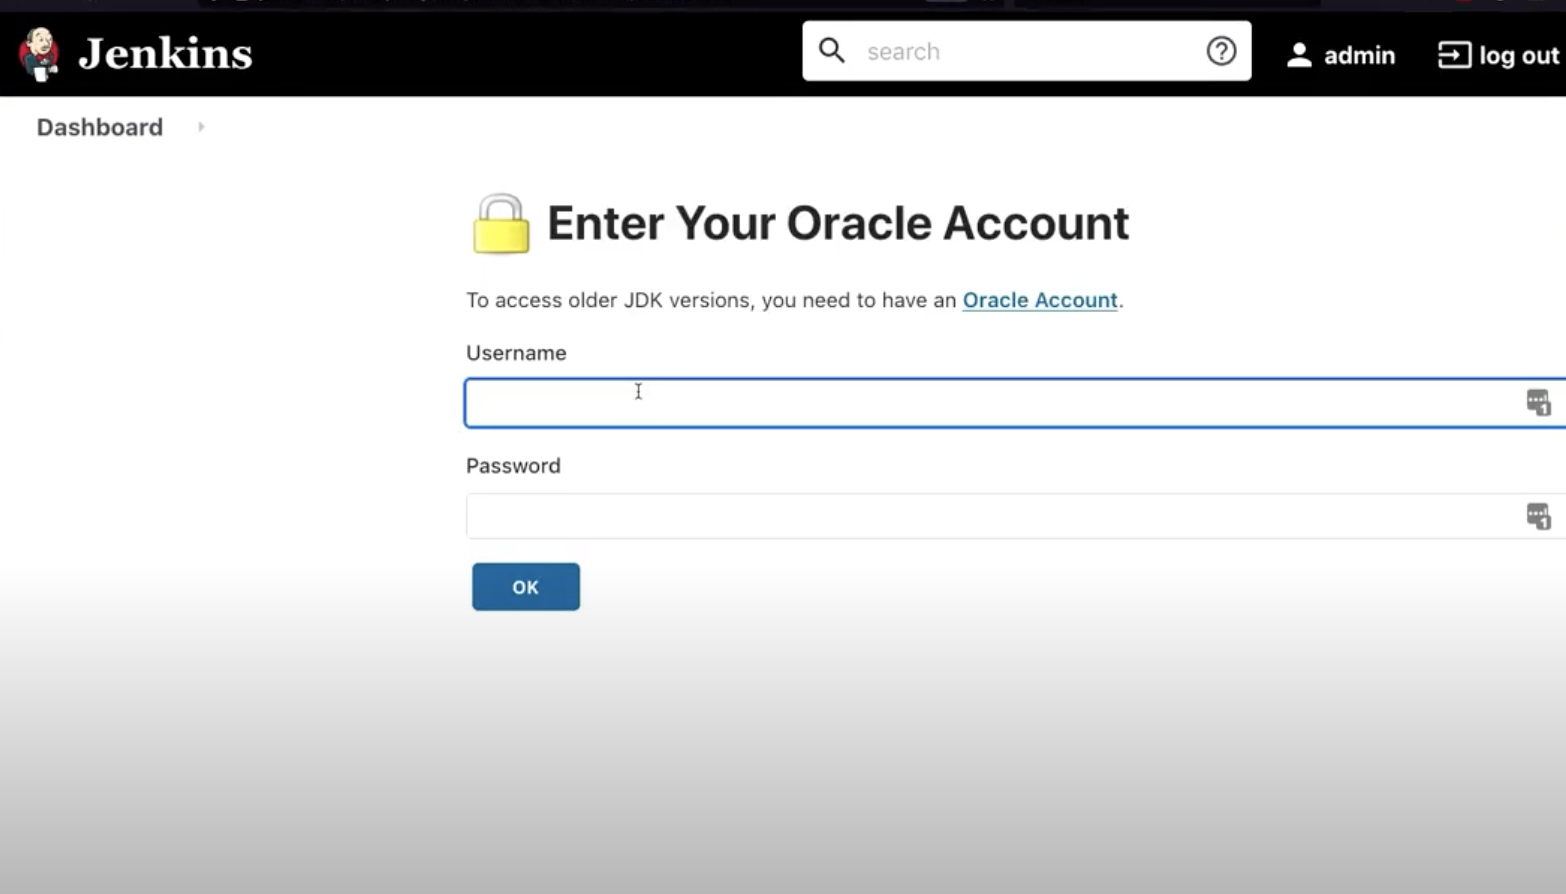 Jenkins
search
admin
log out
Dashboard
Enter Your Oracle Account
To access older JDK versions, you need to have an Oracle Account.
Username
Password
OK